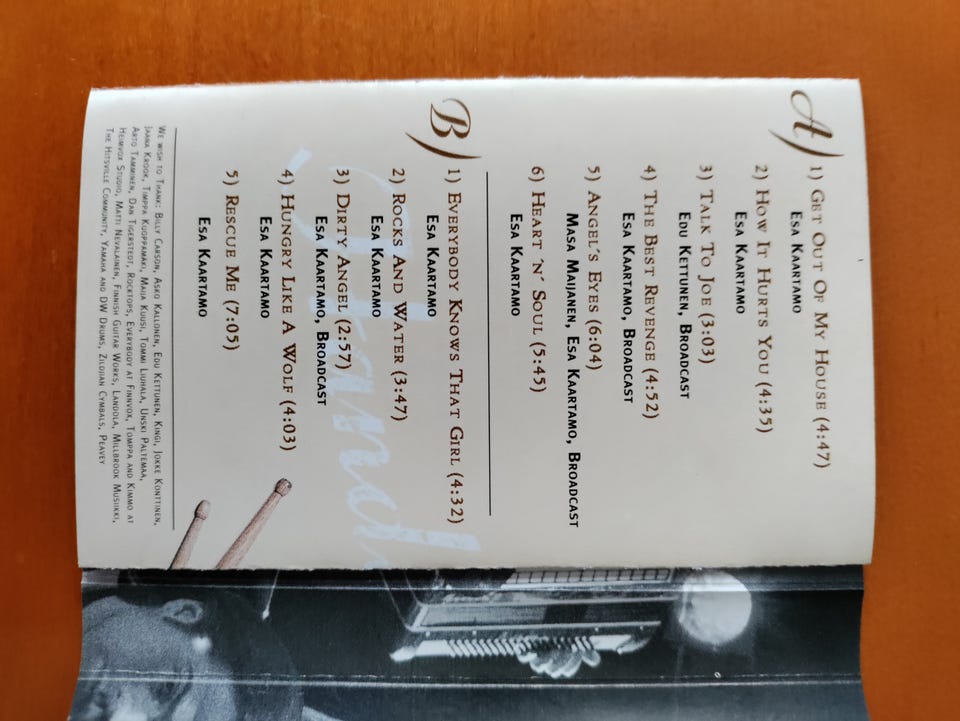 A)
1) Get Out Of My House (4:47)
Esa Kaartamo
2) How It Hurts You (4:35)
Esa Kaartamo
3) Talk To Joe (3:03)
Edu Kettunen, Broadcast
4) The Best Revenge (4:52)
Esa Kaartamo, Broadcast
5) Angel's Eyes (6:04)
Masa Maijanen, Esa Kaartamo, Broadcast
6) Heart 'n' Soul (5:45)
Esa Kaartamo
B)
1) Everybody Knows That Girl (4:32)
Esa Kaartamo
2) Rocks And Water (3:47)
Esa Kaartamo
3) Dirty Angel (2:57)
Esa Kaartamo, Broadcast
4) Hungry Like A Wolf (4:03)
Esa Kaartamo
5) Rescue Me (7:05)
Esa Kaartamo
We wish to Thank: Billy Carson, Asko Kallonen, Edu Kettunen, Kingi, Jokke Konttinen,
Jaana Krook, Timppa Kuoppamäki, Maija Kuusi, Tommi Liuhala, Unski Paltemaa,
Arto Tamminen, Dan Tigerstedt, Rocktops, Everybody at Finnvox, Tomppa and Kimmo at
Heimvox Studio, Matti Nevalainen, Finnish Guitar Works, Landola, Millbrook Musiikki,
The Hitsville Community, Yamaha and DW Drums, Zildjian Cymbals, Peavey